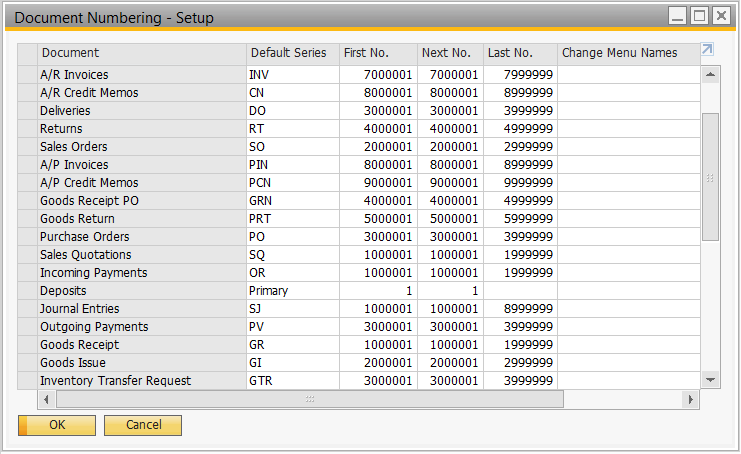 Document Numbering - Setup
Document Default Series First No. Next No. Last No. Change Menu Names
A/R Invoices INV 7000001 7000001 7999999
A/R Credit Memos CN 8000001 8000001 8999999
Deliveries DO 3000001 3000001 3999999
Returns RT 4000001 4000001 4999999
Sales Orders SO 2000001 2000001 2999999
A/P Invoices PIN 8000001 8000001 8999999
A/P Credit Memos PCN 9000001 9000001 9999999
Goods Receipt PO GRN 4000001 4000001 4999999
Goods Return PRT 5000001 5000001 5999999
Purchase Orders PO 3000001 3000001 3999999
Sales Quotations SQ 1000001 1000001 1999999
Incoming Payments OR 1000001 1000001 1999999
Deposits Primary 1 1
Journal Entries SJ 1000001 1000001 8999999
Outgoing Payments PV 3000001 3000001 3999999
Goods Receipt GR 1000001 1000001 1999999
Goods Issue GI 2000001 2000001 2999999
Inventory Transfer Request GTR 3000001 3000001 3999999
OK Cancel